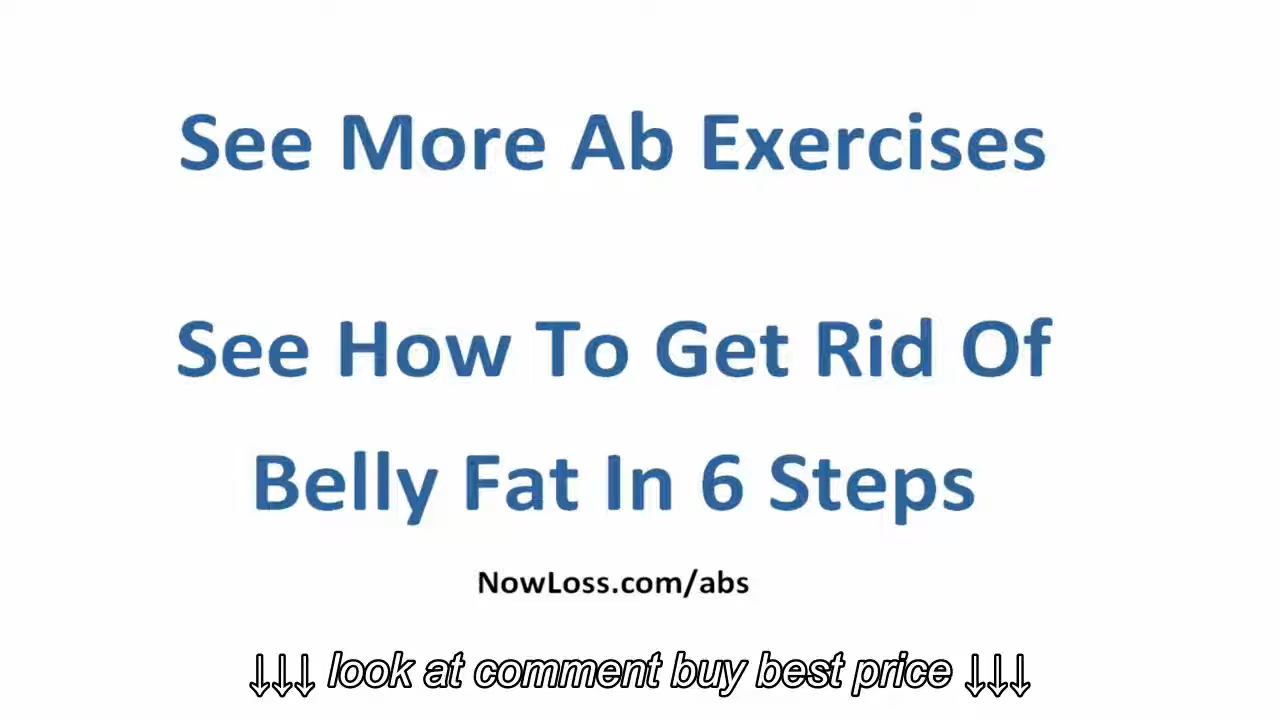 See More Ab Exercises
See How To Get Rid Of
Belly Fat In 6 Steps
NowLoss.com/abs
↓↓↓ look at comment buy best price ↓↓↓